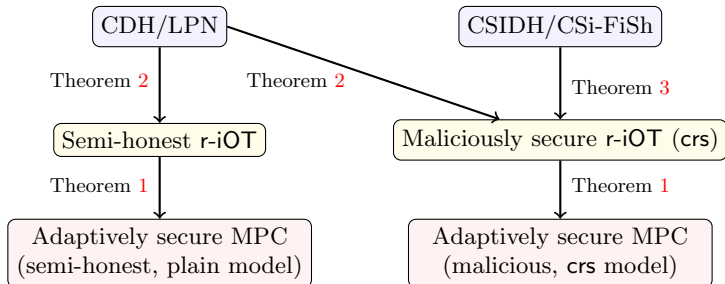 CDH/LPN
CSIDH/CSi-FiSh
Theorem 2
Theorem 2
Theorem 3
Semi-honest r-iOT
Maliciously secure r-iOT (crs)
Theorem 1
Theorem 1
Adaptively secure MPC
(semi-honest, plain model)
Adaptively secure MPC
(malicious, crs model)